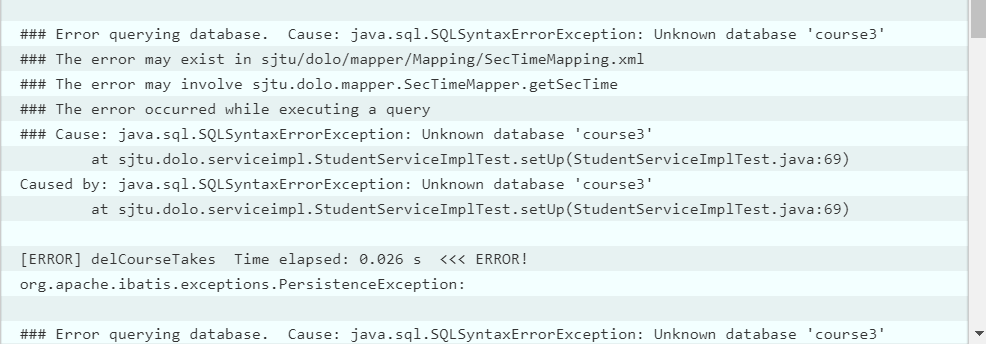 ### Error querying database.  Cause: java.sql.SQLSyntaxErrorException: Unknown database 'course3'
### The error may exist in sjtu/dolo/mapper/Mapping/SecTimeMapping.xml
### The error may involve sjtu.dolo.mapper.SecTimeMapper.getSecTime
### The error occurred while executing a query
### Cause: java.sql.SQLSyntaxErrorException: Unknown database 'course3'
        at sjtu.dolo.serviceimpl.StudentServiceImplTest.setUp(StudentServiceImplTest.java:69)
Caused by: java.sql.SQLSyntaxErrorException: Unknown database 'course3'
        at sjtu.dolo.serviceimpl.StudentServiceImplTest.setUp(StudentServiceImplTest.java:69)
[ERROR] delCourseTakes  Time elapsed: 0.026 s  <<< ERROR!
org.apache.ibatis.exceptions.PersistenceException:
### Error querying database.  Cause: java.sql.SQLSyntaxErrorException: Unknown database 'course3'